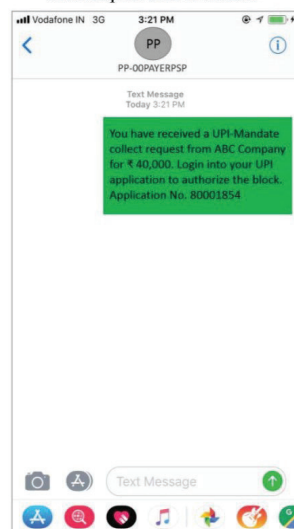 Vodafone IN 3G 3:21 PM
PP
PP-00PAYERPSP
Text Message
Today 3:21 PM
You have received a UPI-Mandate
collect request from ABC Company
for ₹ 40,000. Login into your UPI
application to authorize the block.
Application No. 80001854
Text Message